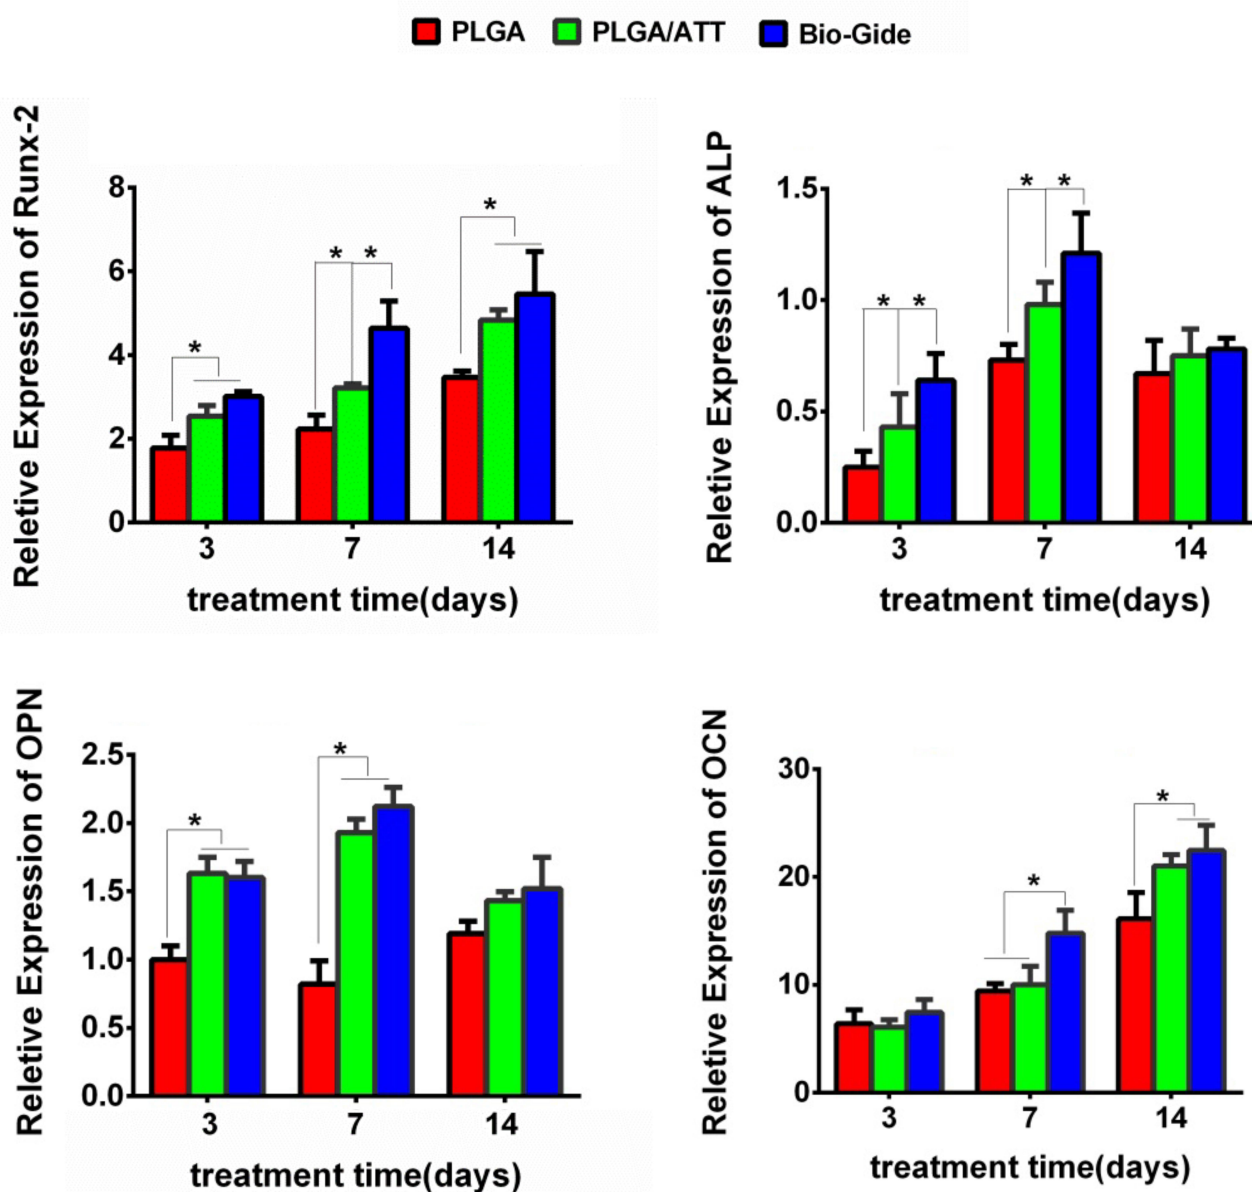 PLGA PLGA/ATT Bio-Gide
Reletive Expression of Runx-2
8
6
4
2
0
* * * *
3 7 14
treatment time(days)
Reletive Expression of ALP
1.5
1.0
0.5
0.0
* * * *
3 7 14
treatment time(days)
Reletive Expression of OPN
2.5
2.0
1.5
1.0
0.5
0.0
* *
3 7 14
treatment time(days)
Reletive Expression of OCN
30
20
10
0
* *
3 7 14
treatment time(days)